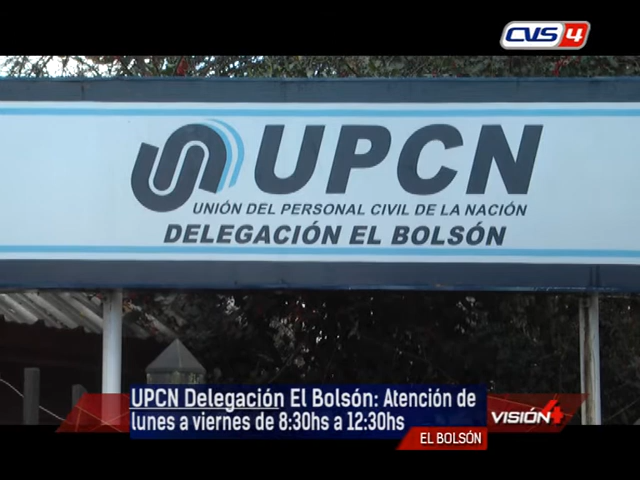 CVS 4
UPCN
UNIÓN DEL PERSONAL CIVIL DE LA NACIÓN
DELEGACIÓN EL BOLSÓN
UPCN Delegación El Bolsón: Atención de
lunes a viernes de 8:30hs a 12:30hs
VISIÓN 4
EL BOLSÓN